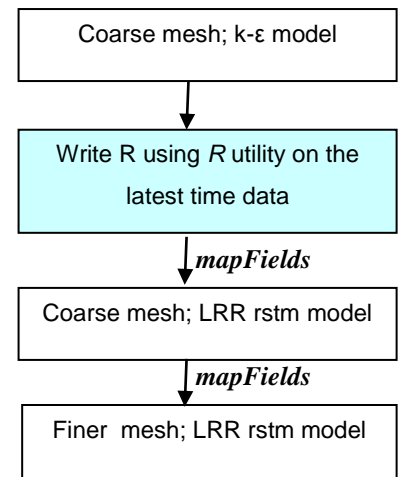 Coarse mesh; k-ε model
Write R using R utility on the
latest time data
mapFields
Coarse mesh; LRR rstm model
mapFields
Finer mesh; LRR rstm model